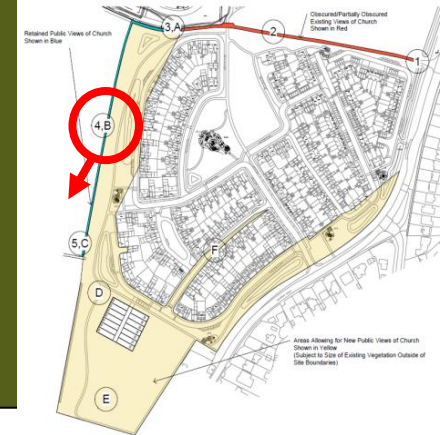 Obscured/Partially Obscured
Existing Views of Church
Shown in Red
Retained Public Views of Church
Shown in Blue
3,A
2
1
4,B
5,C
F
D
E
Areas Allowing for New Public Views of Church
Shown in Yellow
(Subject to Size of Existing Vegetation Outside of
Site Boundaries)